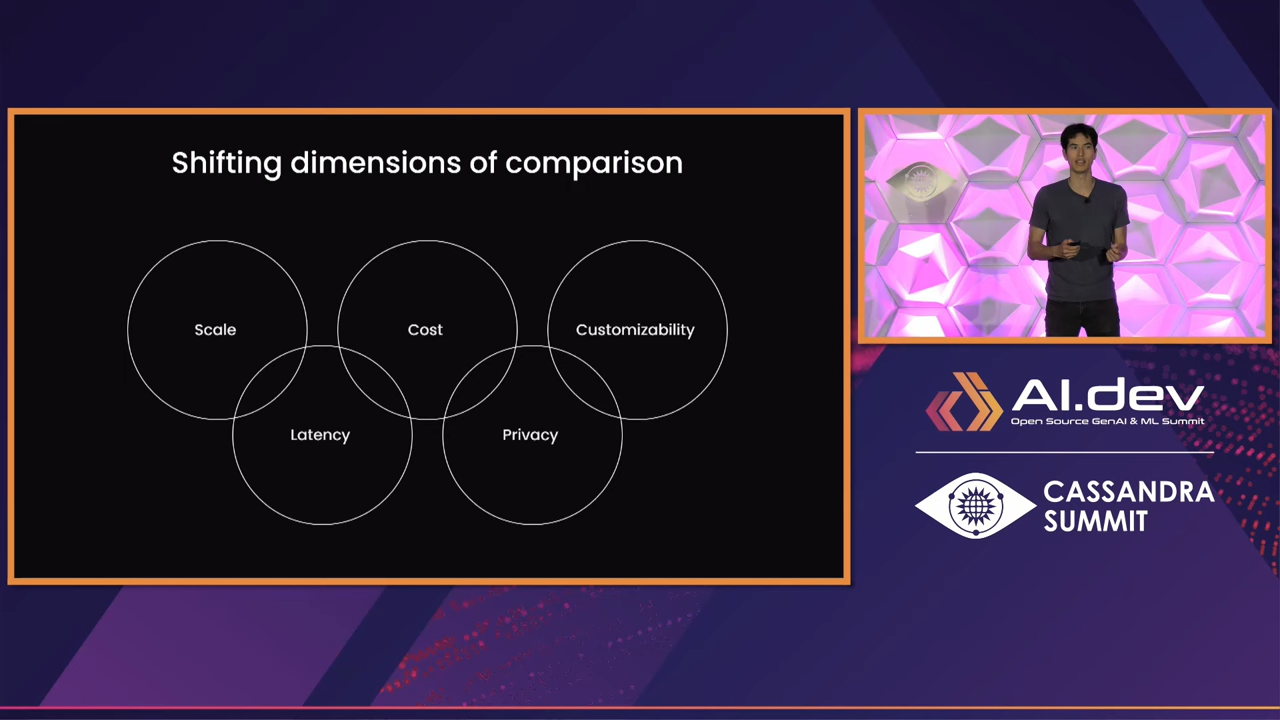 Shifting dimensions of comparison
Scale
Cost
Customizability
Latency
Privacy
AI.dev
Open Source GenAI & ML Summit
CASSANDRA
SUMMIT